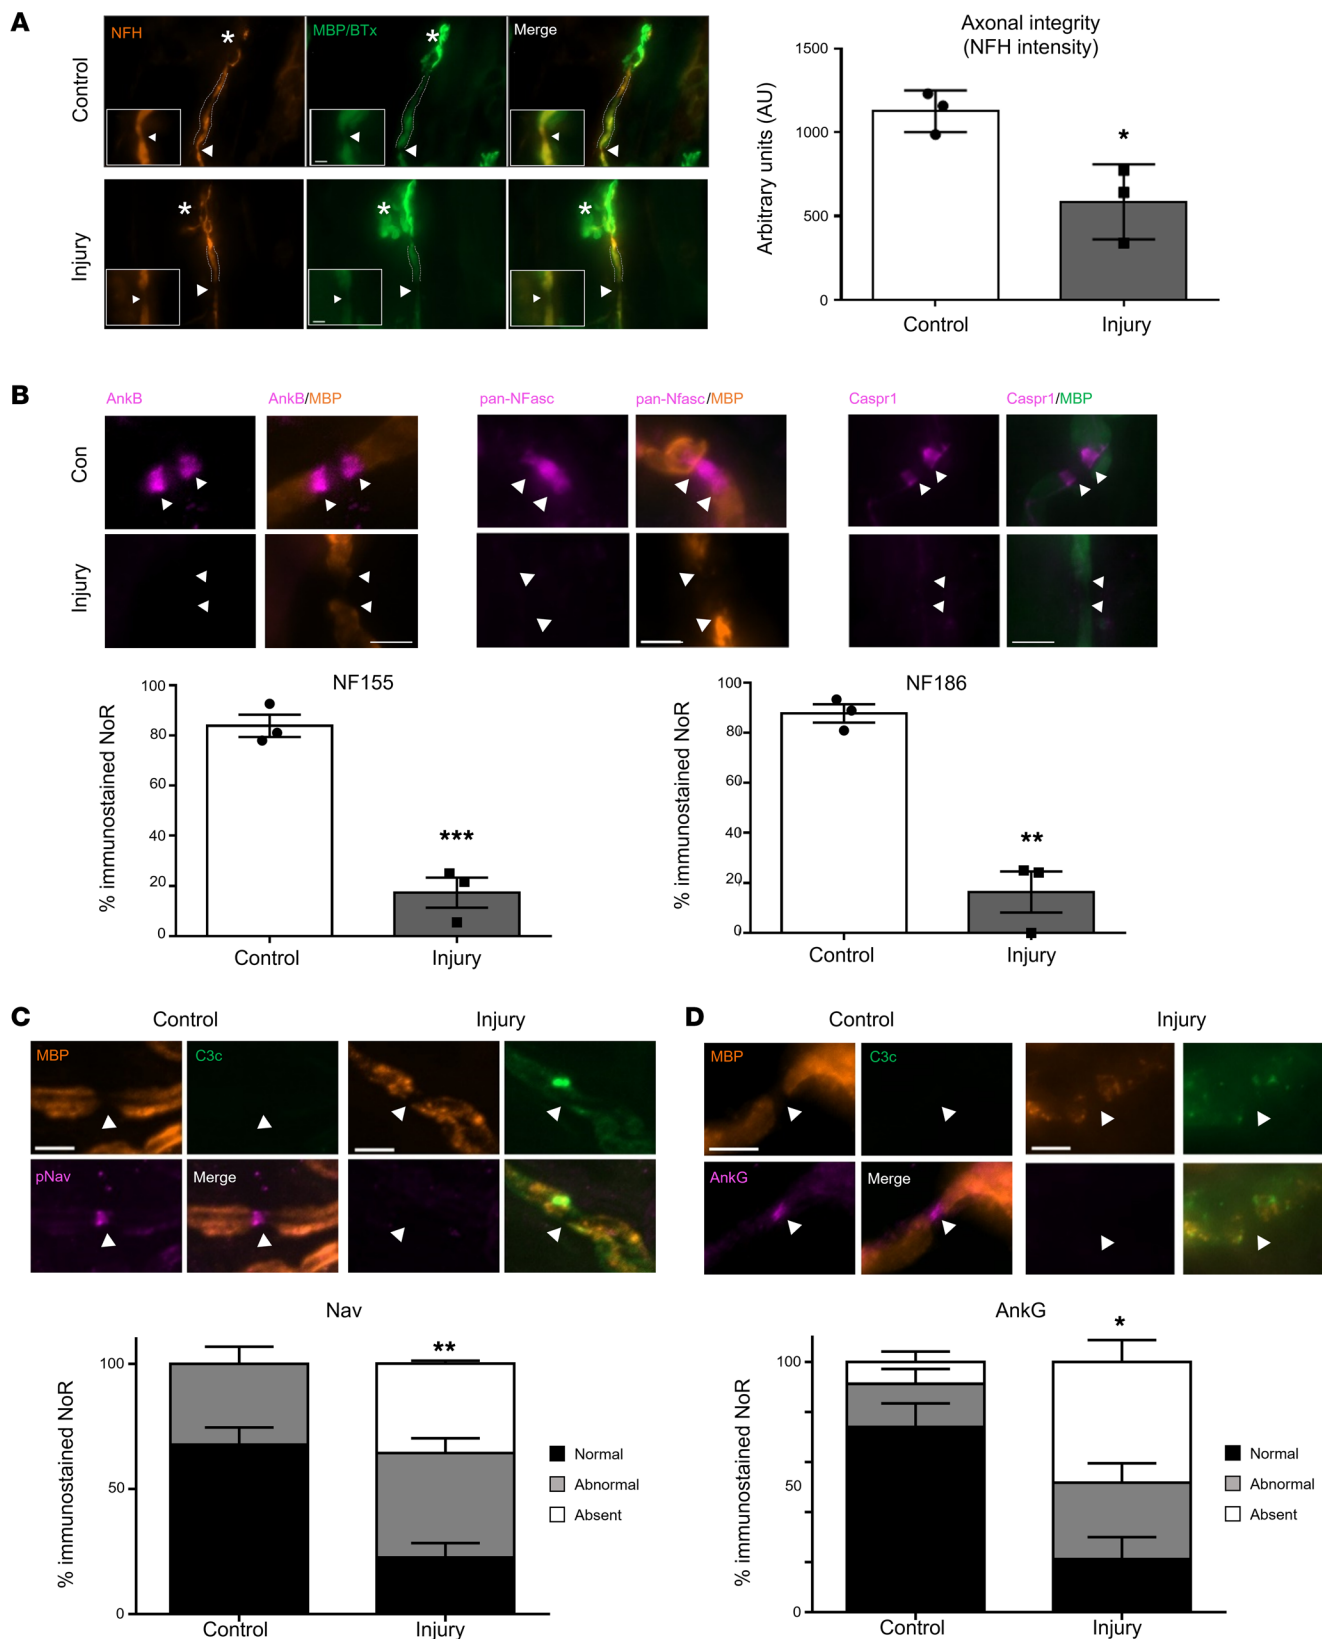 A
NFH
MBP/BTx
Merge
Control
Injury
*
*
*
*
*
Axonal integrity
(NFH intensity)
Arbitrary units (AU)
1500
1000
500
0
*
Control
Injury
B
AnkB
AnkB/MBP
pan-NFasc
pan-Nfasc/MBP
Caspr1
Caspr1/MBP
Con
Injury
NF155
% immunostained NoR
100
80
60
40
20
0
***
Control
Injury
NF186
% immunostained NoR
100
80
60
40
20
0
**
Control
Injury
C
Control
Injury
MBP
C3c
pNav
Merge
Nav
% immunostained NoR
100
50
0
**
Control
Injury
Normal
Abnormal
Absent
D
Control
Injury
MBP
C3c
AnkG
Merge
AnkG
% immunostained NoR
100
50
0
*
Control
Injury
Normal
Abnormal
Absent